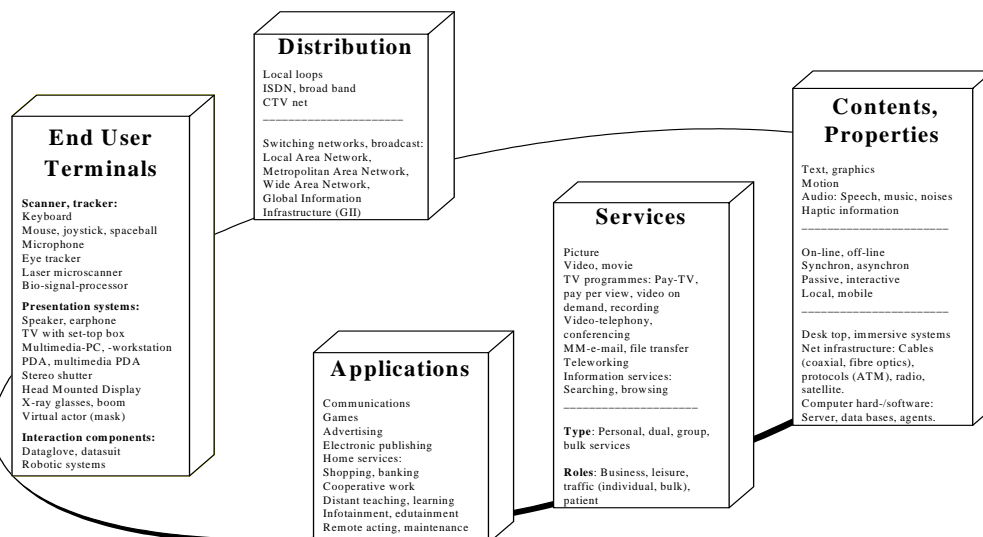 Distribution
Local loops
ISDN, broad band
CTV net
______________________
Switching networks, broadcast:
Local Area Network,
Metropolitan Area Network,
Wide Area Network,
Global Information
Infrastructure (GII)
End User
Terminals
Scanner, tracker:
Keyboard
Mouse, joystick, spaceball
Microphone
Eye tracker
Laser microscanner
Bio-signal-processor
Presentation systems:
Speaker, earphone
TV with set-top box
Multimedia-PC, -workstation
PDA, multimedia PDA
Stereo shutter
Head Mounted Display
X-ray glasses, boom
Virtual actor (mask)
Interaction components:
Dataglove, datasuit
Robotic systems
Applications
Communications
Games
Advertising
Electronic publishing
Home services:
Shopping, banking
Cooperative work
Distant teaching, learning
Infotainment, edutainment
Remote acting, maintenance
Services
Picture
Video, movie
TV programmes: Pay-TV,
pay per view, video on
demand, recording
Video-telephony,
conferencing
MM-e-mail, file transfer
Teleworking
Information services:
Searching, browsing
_____________________
Type: Personal, dual, group,
bulk services
Roles: Business, leisure,
traffic (individual, bulk),
patient
Contents,
Properties
Text, graphics
Motion
Audio: Speech, music, noises
Haptic information
_______________________
On-line, off-line
Synchron, asynchron
Passive, interactive
Local, mobile
_______________________
Desk top, immersive systems
Net infrastructure: Cables
(coaxial, fibre optics),
protocols (ATM), radio,
satellite.
Computer hard-/software:
Server, data bases, agents.